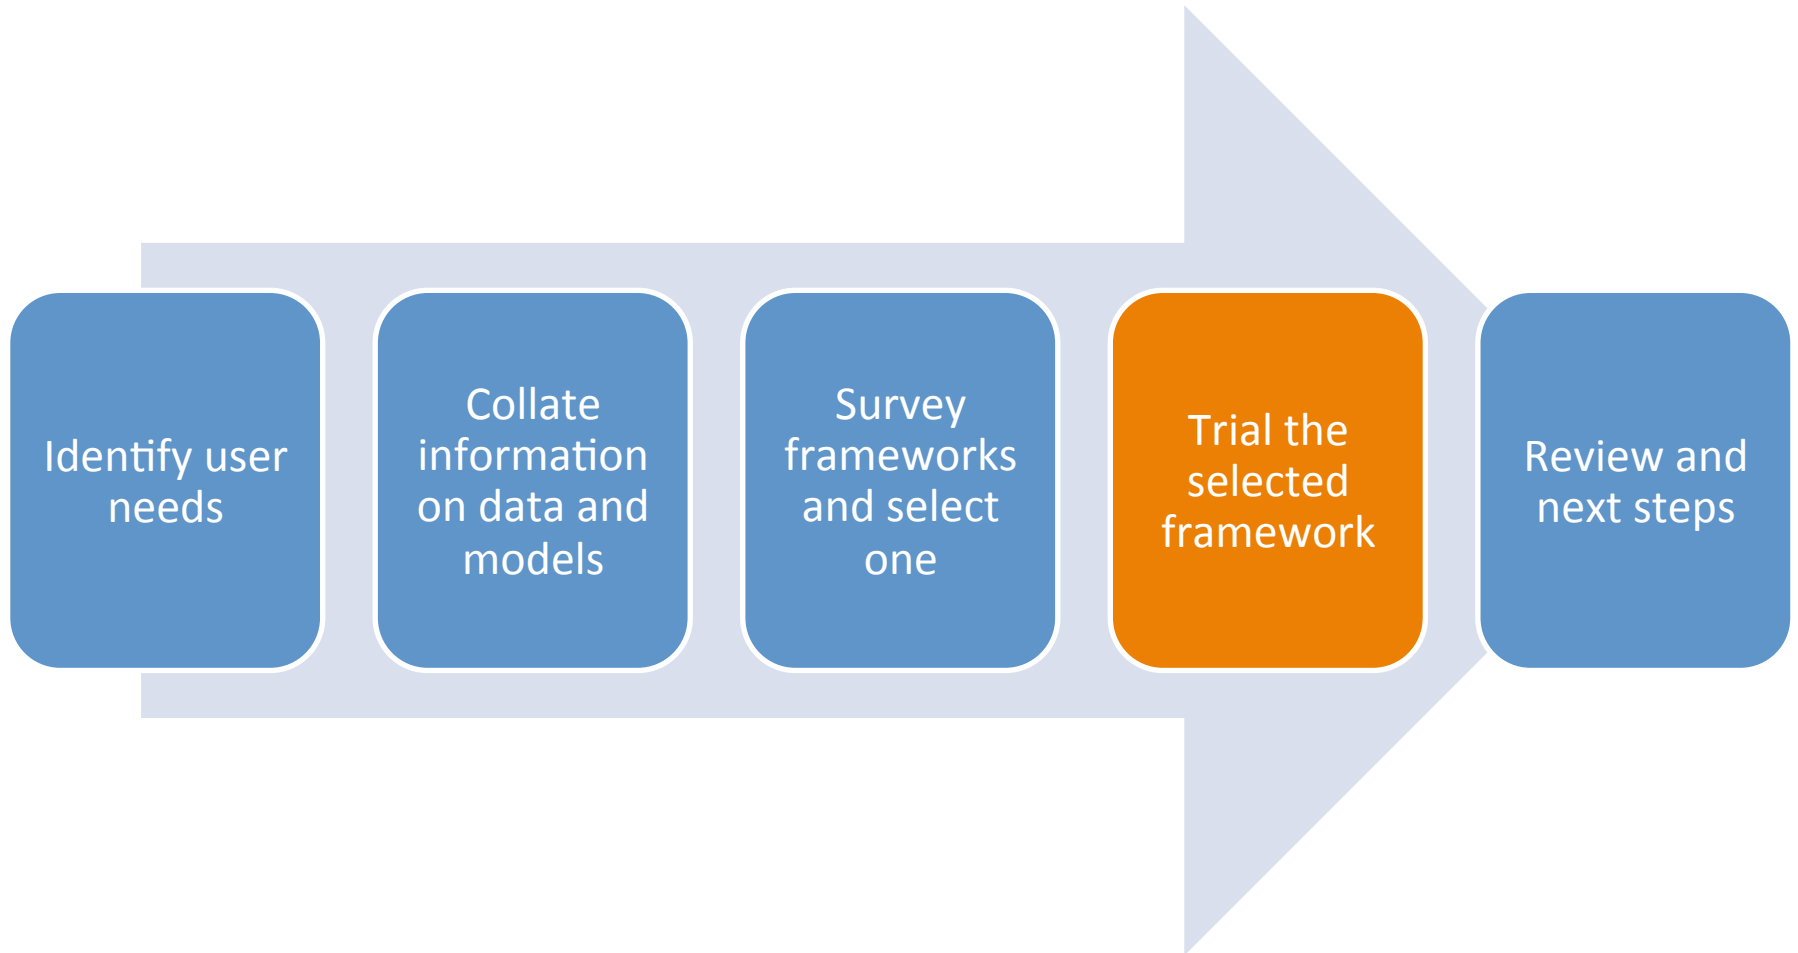 Identify user
needs
Collate
information
on data and
models
Survey
frameworks
and select
one
Trial the
selected
framework
Review and
next steps